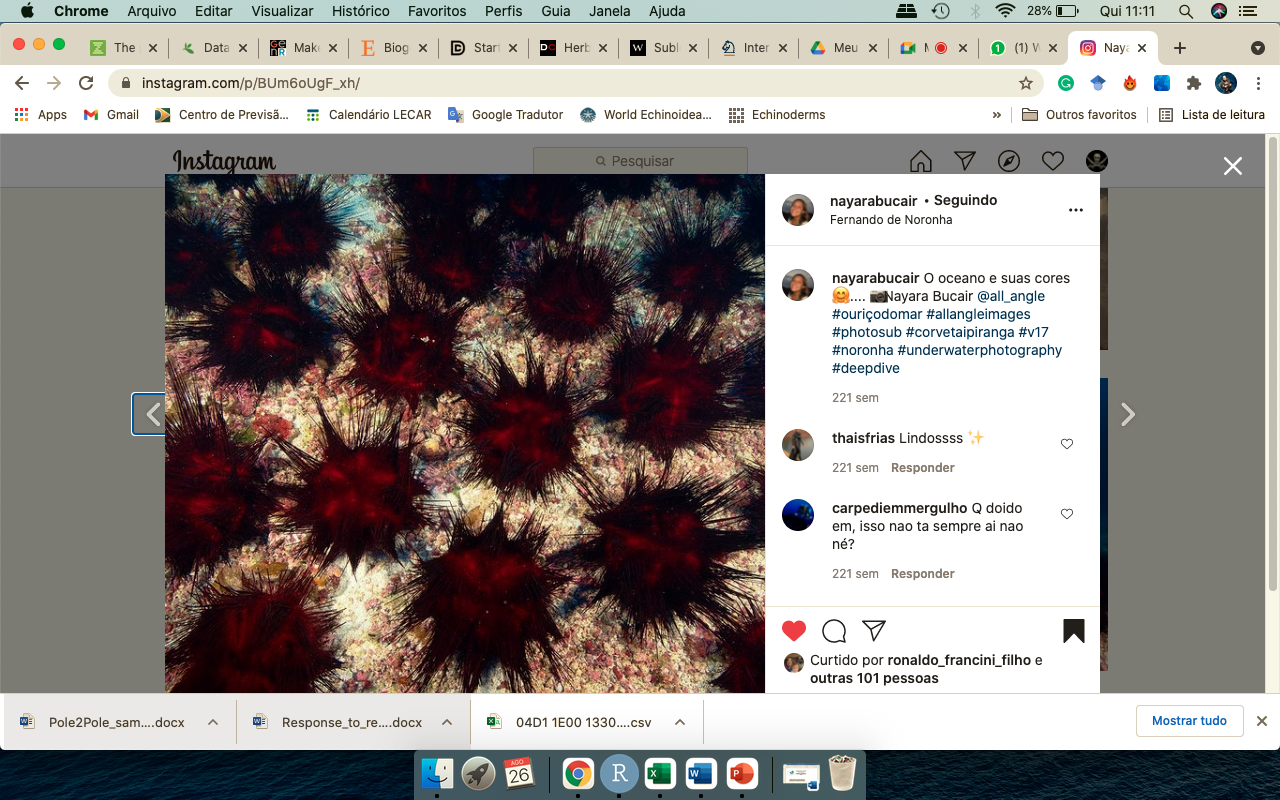 Chrome Arquivo Editar Visualizar Histórico Favoritos Perfis Guia Janela Ajuda 28% Qui 11:11
The Data Make Biog Start Herb Suble Inter Meu (1) W Naya
instagram.com/p/BUm6oUgF_xh/
Apps Gmail Centro de Previsã... Calendário LECAR Google Tradutor World Echinoidea... Echinoderms » Outros favoritos Lista de leitura
Instagram Pesquisar
nayarabucair • Seguindo
Fernando de Noronha
nayarabucair O oceano e suas cores
🤗.... 📷Nayara Bucair @all_angle
#ouriçodomar #allangleimages
#photosub #corvetaipiranga #v17
#noronha #underwaterphotography
#deepdive
221 sem
thaisfrias Lindossss ✨
221 sem Responder
carpediemmergulho Q doido
em, isso nao ta sempre ai nao
né?
221 sem Responder
Curtido por ronaldo_francini_filho e
outras 101 pessoas
Pole2Pole_sam....docx Response_to_re....docx 04D1 1E00 1330....csv Mostrar tudo
AGO
26